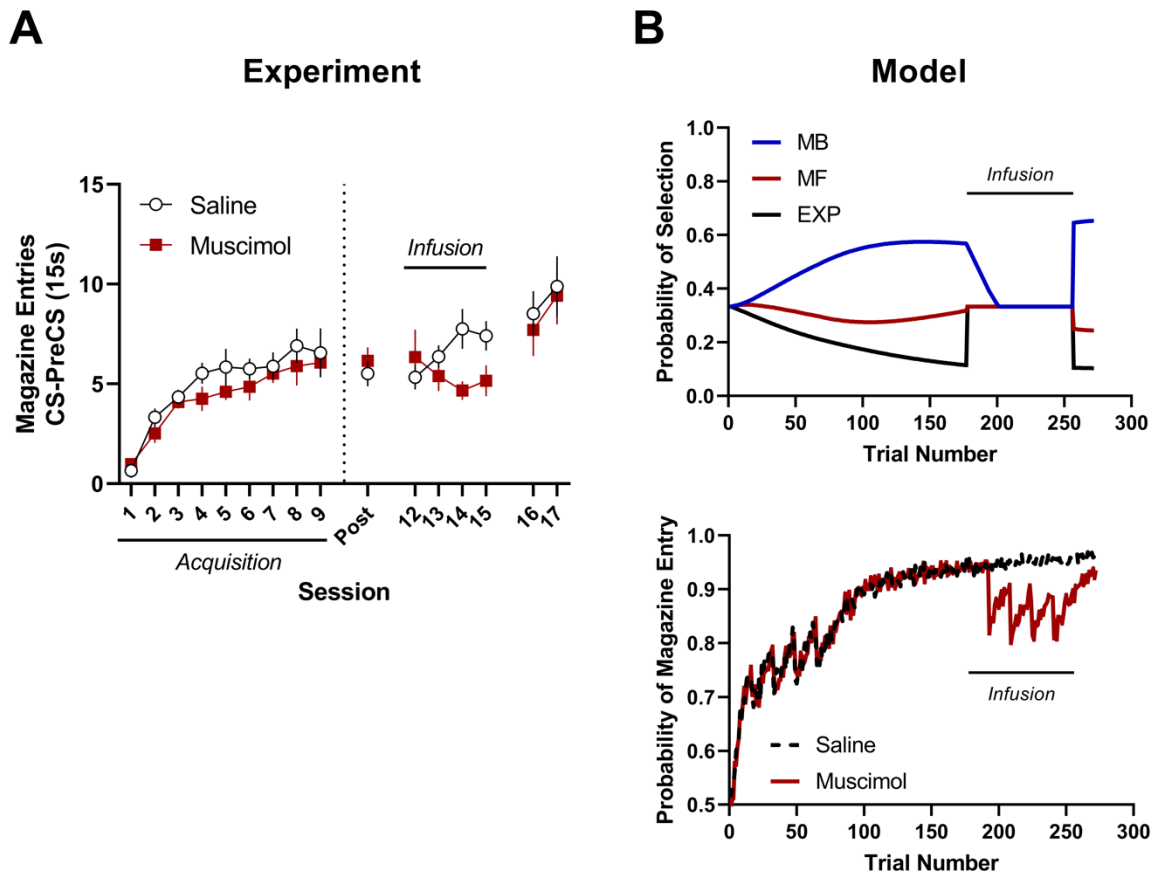 A
Experiment
Magazine Entries
CS-PreCS (15s)
15
10
5
0
Saline
Muscimol
Infusion
1 2 3 4 5 6 7 8 9 Post 12 13 14 15 16 17
Acquisition
Session
B
Model
Probability of Selection
1.0
0.8
0.6
0.4
0.2
0.0
MB
MF
EXP
Infusion
0 50 100 150 200 250 300
Trial Number
Probability of Magazine Entry
1.0
0.9
0.8
0.7
0.6
0.5
Infusion
Saline
Muscimol
0 50 100 150 200 250 300
Trial Number